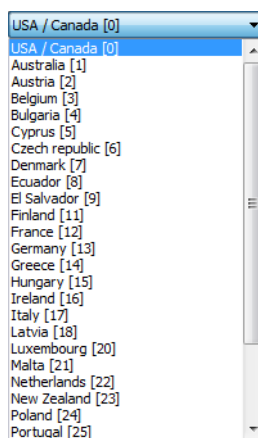 USA / Canada [0]
USA / Canada [0]
Australia [1]
Austria [2]
Belgium [3]
Bulgaria [4]
Cyprus [5]
Czech republic [6]
Denmark [7]
Ecuador [8]
El Salvador [9]
Finland [11]
France [12]
Germany [13]
Greece [14]
Hungary [15]
Ireland [16]
Italy [17]
Latvia [18]
Luxembourg [20]
Malta [21]
Netherlands [22]
New Zealand [23]
Poland [24]
Portugal [25]